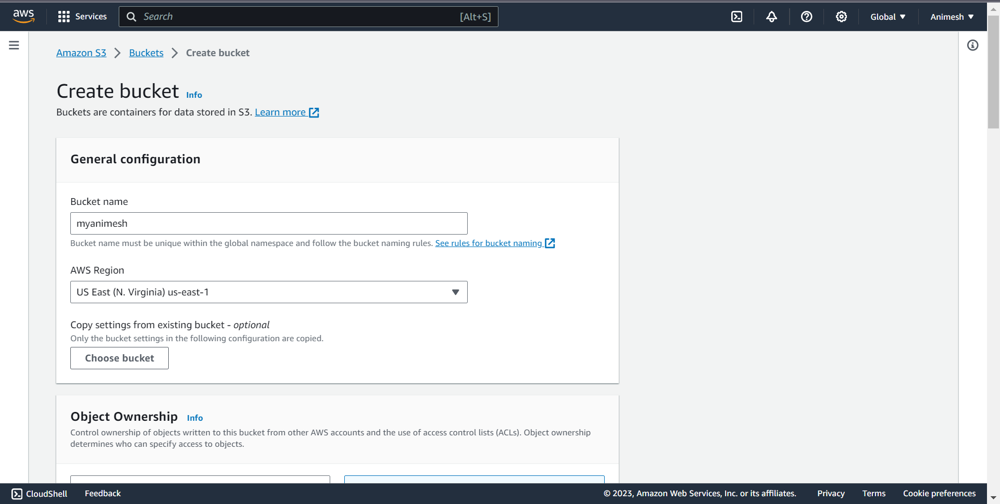 aws Services Search [Alt+S] Global Animesh
Amazon S3 Buckets Create bucket
Create bucket Info
Buckets are containers for data stored in S3. Learn more
General configuration
Bucket name
myanimesh
Bucket name must be unique within the global namespace and follow the bucket naming rules. See rules for bucket naming
AWS Region
US East (N. Virginia) us-east-1
Copy settings from existing bucket - optional
Only the bucket settings in the following configuration are copied.
Choose bucket
Object Ownership Info
Control ownership of objects written to this bucket from other AWS accounts and the use of access control lists (ACLs). Object ownership
determines who can specify access to objects.
CloudShell Feedback © 2023, Amazon Web Services, Inc. or its affiliates. Privacy Terms Cookie preferences